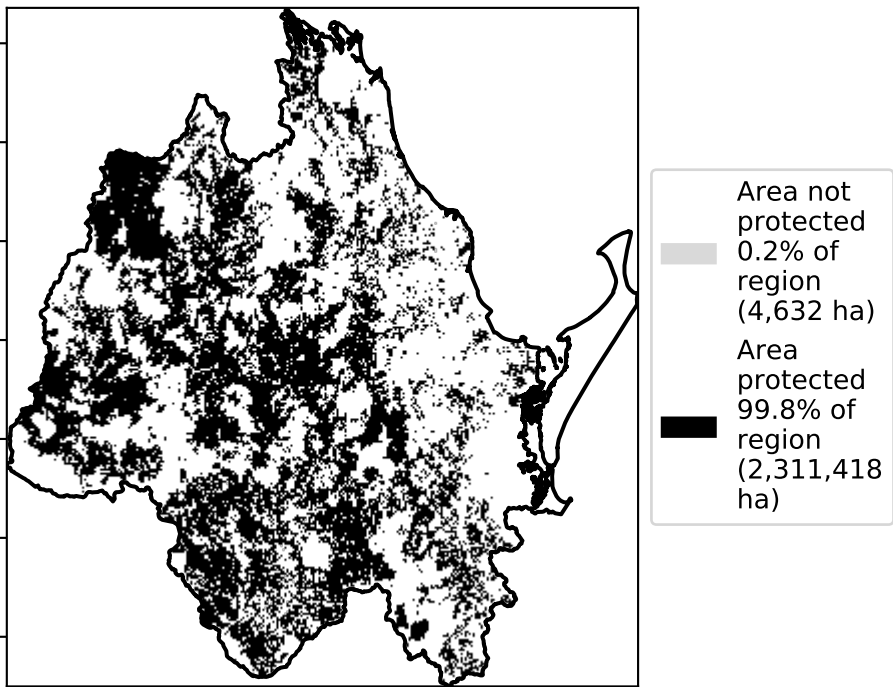 Area not
protected
0.2% of
region
(4,632 ha)
Area
protected
99.8% of
region
(2,311,418
ha)